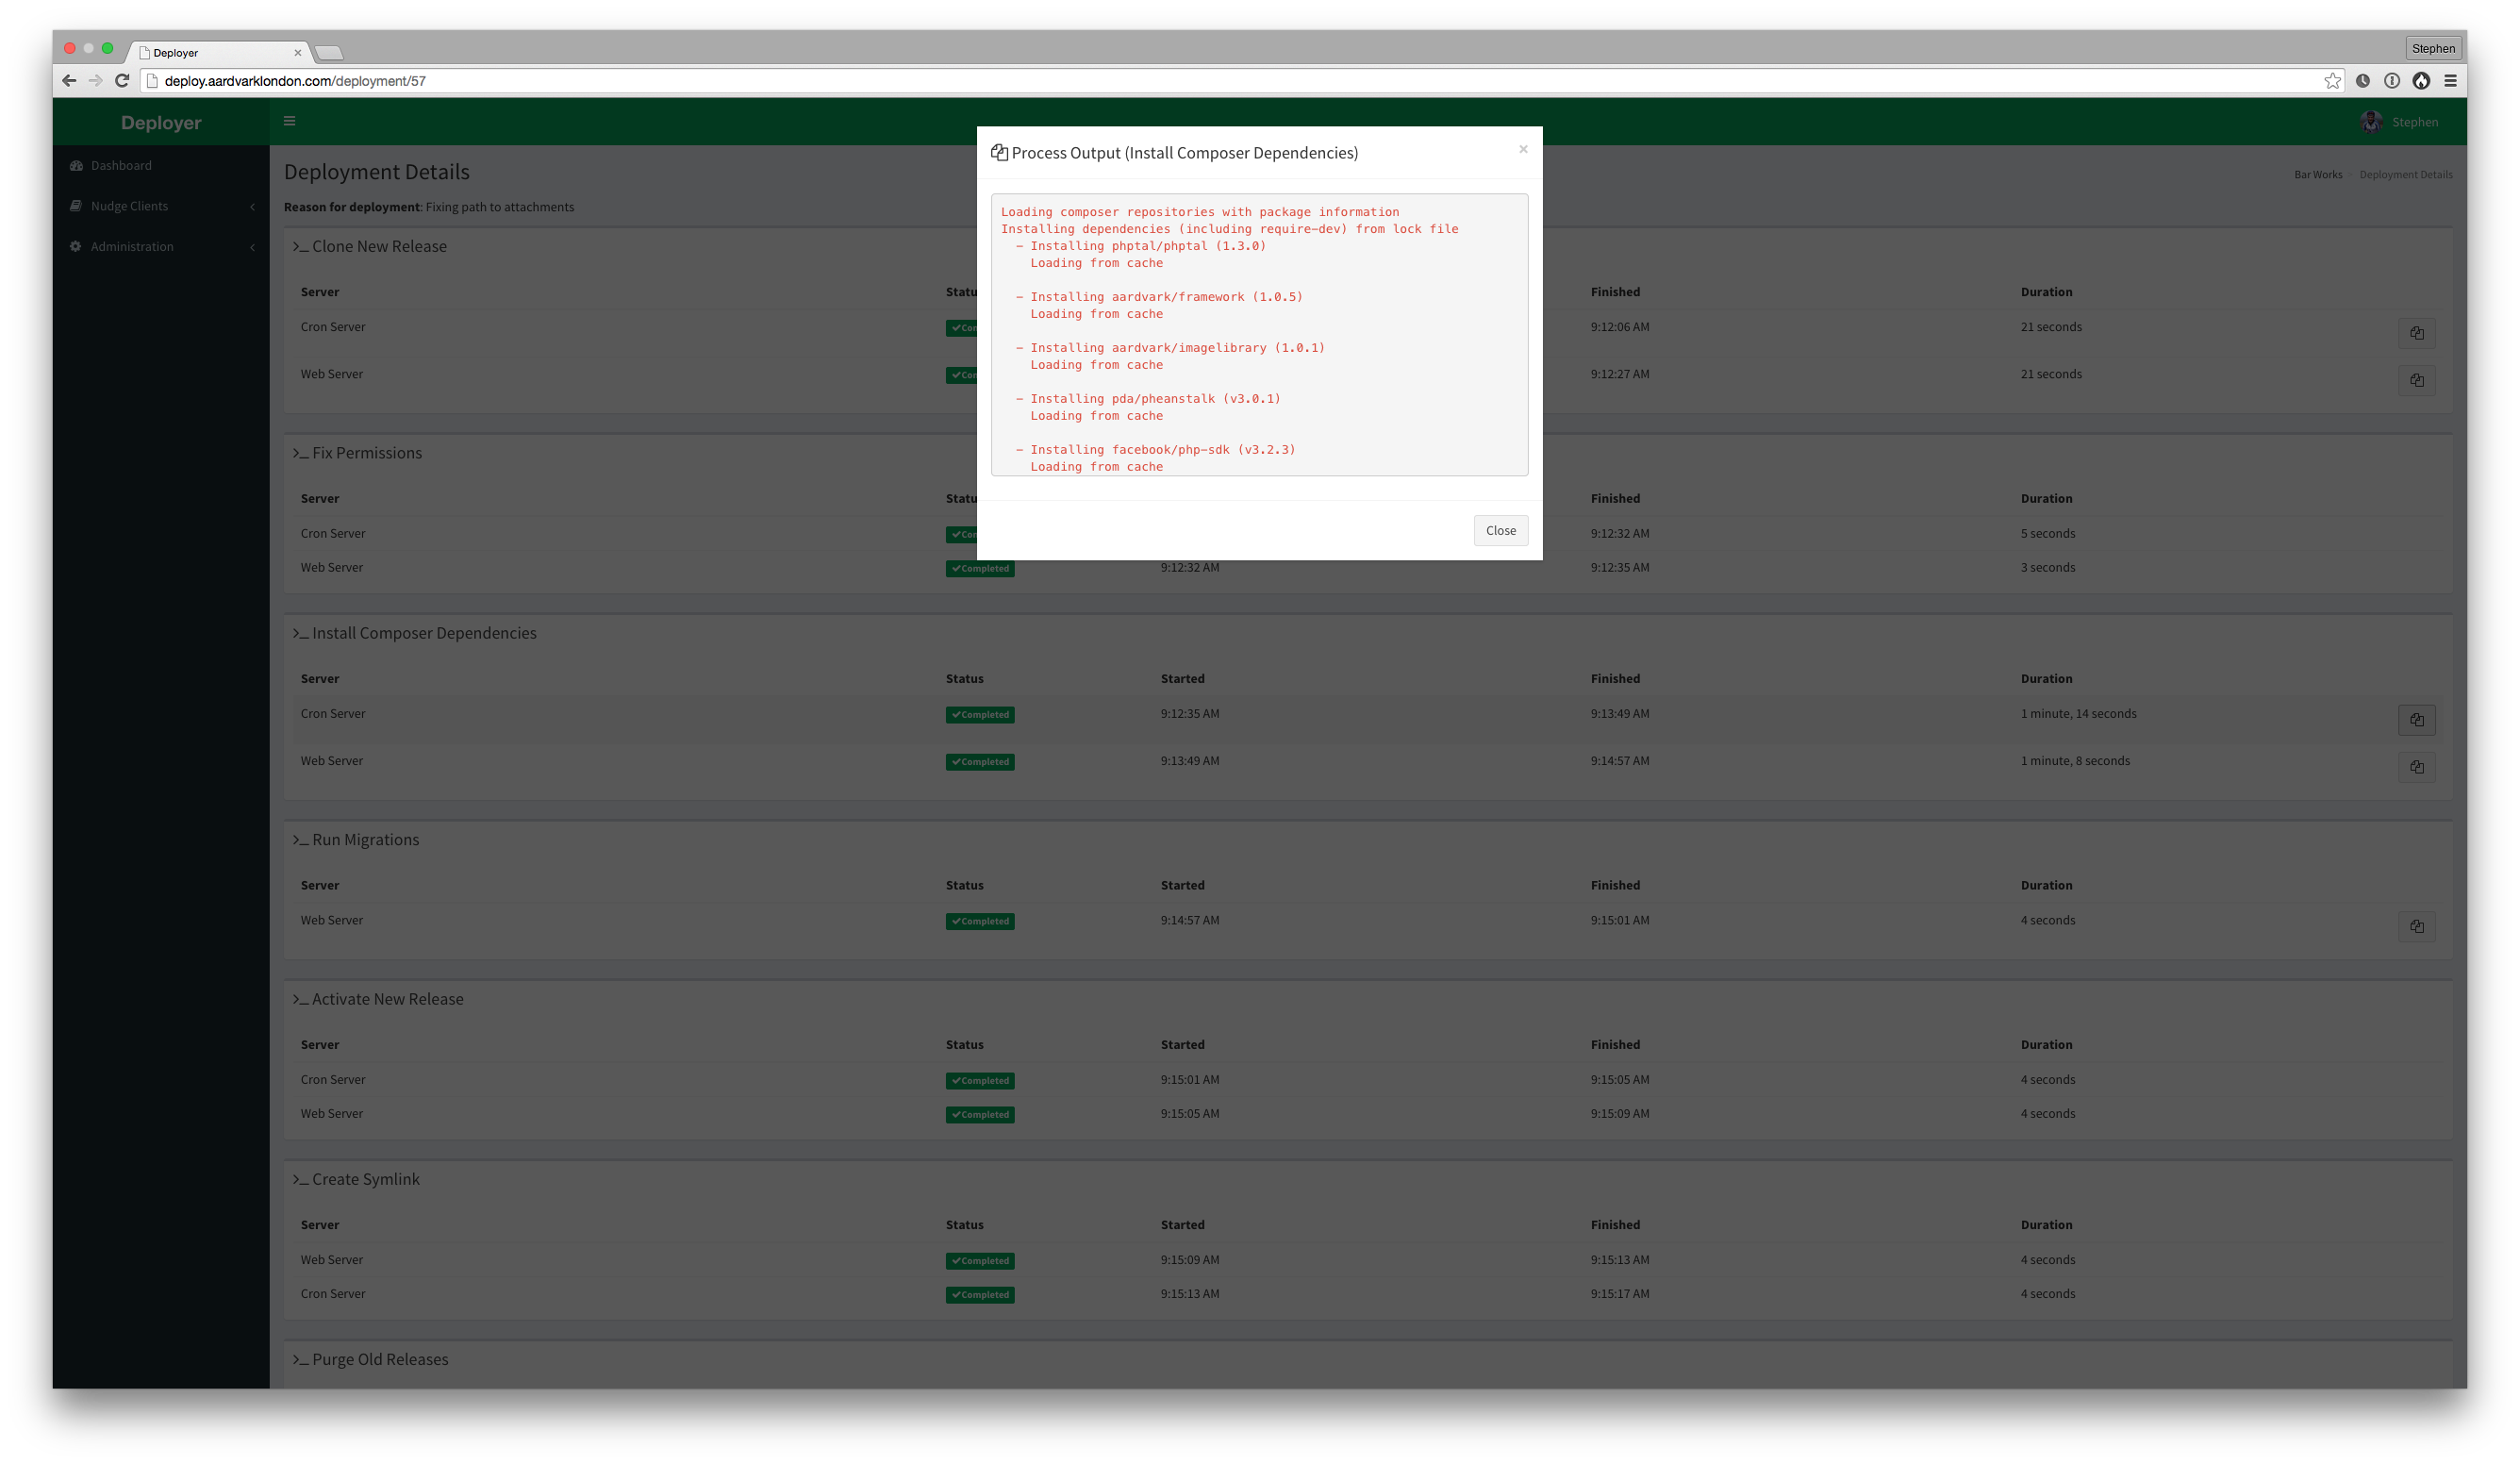 Deployer
Stephen
deploy.aardvarklondon.com/deployment/57
Deployer
Stephen
Dashboard
Nudge Clients
Administration
Deployment Details
Bar Works
Deployment Details
Reason for deployment: Fixing path to attachments
Process Output (Install Composer Dependencies)
×
Loading composer repositories with package information
Installing dependencies (including require-dev) from lock file
- Installing phptal/phptal (1.3.0)
Loading from cache
- Installing aardvark/framework (1.0.5)
Loading from cache
- Installing aardvark/imagelibrary (1.0.1)
Loading from cache
- Installing pda/pheanstalk (v3.0.1)
Loading from cache
- Installing facebook/php-sdk (v3.2.3)
Loading from cache
Close
>_ Clone New Release
Server Finished Duration
Cron Server 9:12:06 AM 21 seconds
Web Server 9:12:27 AM 21 seconds
>_ Fix Permissions
Server Finished Duration
Cron Server 9:12:32 AM 5 seconds
Web Server Completed 9:12:32 AM 9:12:35 AM 3 seconds
>_ Install Composer Dependencies
Server Status Started Finished Duration
Cron Server Completed 9:12:35 AM 9:13:49 AM 1 minute, 14 seconds
Web Server Completed 9:13:49 AM 9:14:57 AM 1 minute, 8 seconds
>_ Run Migrations
Server Status Started Finished Duration
Web Server Completed 9:14:57 AM 9:15:01 AM 4 seconds
>_ Activate New Release
Server Status Started Finished Duration
Cron Server Completed 9:15:01 AM 9:15:05 AM 4 seconds
Web Server Completed 9:15:05 AM 9:15:09 AM 4 seconds
>_ Create Symlink
Server Status Started Finished Duration
Web Server Completed 9:15:09 AM 9:15:13 AM 4 seconds
Cron Server Completed 9:15:13 AM 9:15:17 AM 4 seconds
>_ Purge Old Releases